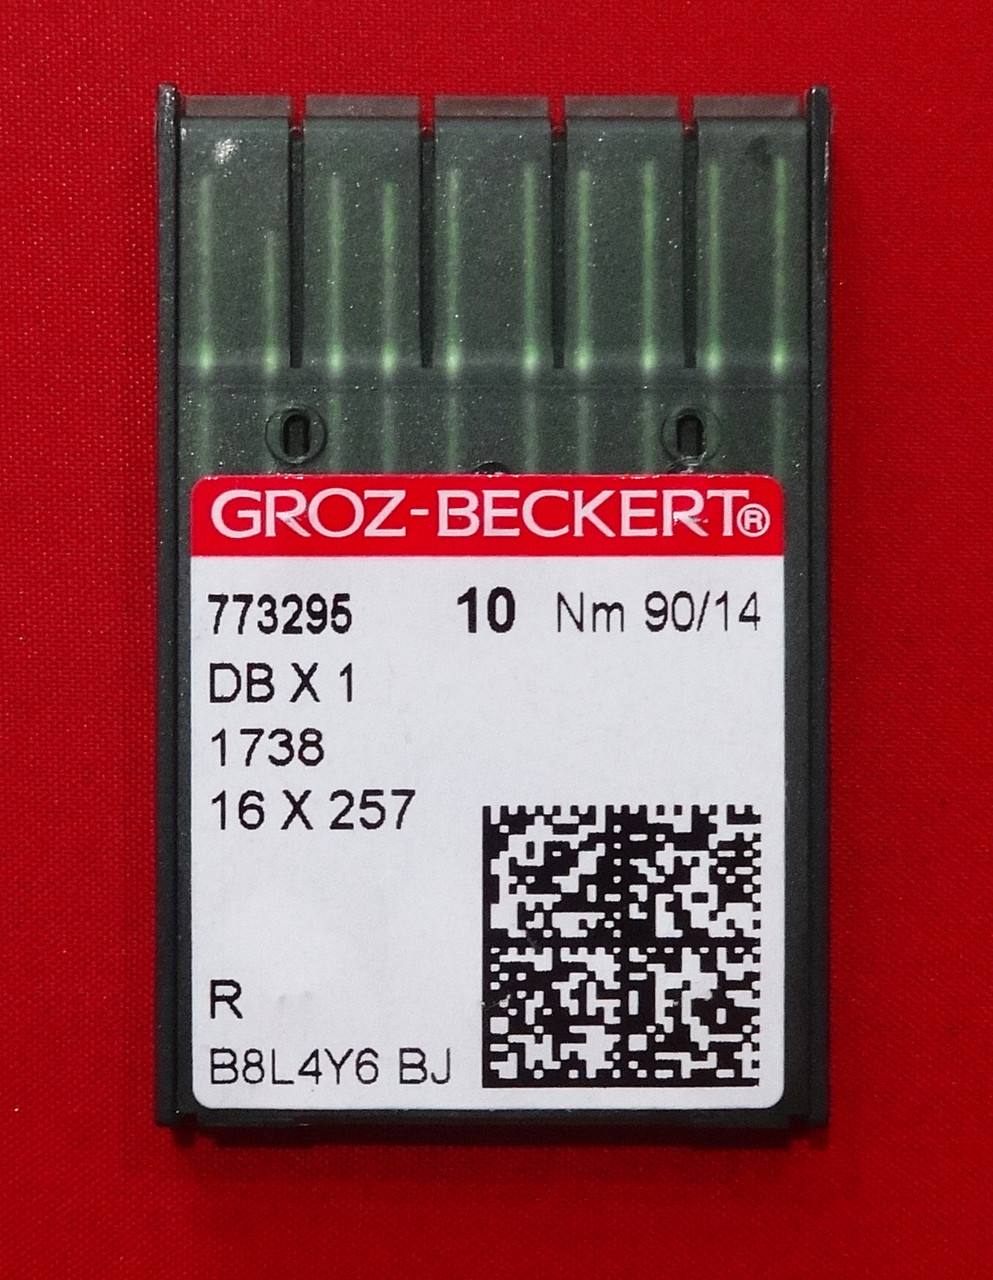 GROZ-BECKERT®
773295 10 Nm 90/14
DB X 1
1738
16 X 257
R
B8L4Y6 BJ